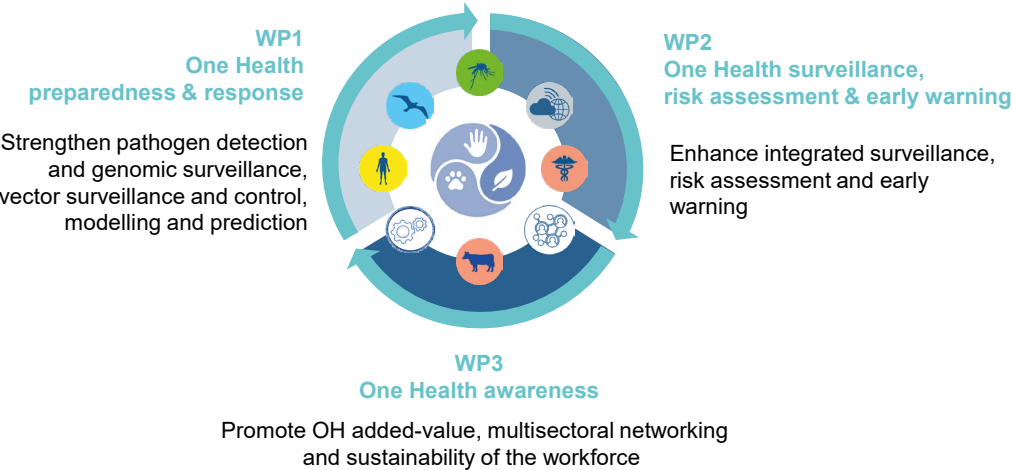 WP1
One Health
preparedness & response
Strengthen pathogen detection
and genomic surveillance,
vector surveillance and control,
modelling and prediction
WP2
One Health surveillance,
risk assessment & early warning
Enhance integrated surveillance,
risk assessment and early
warning
WP3
One Health awareness
Promote OH added-value, multisectoral networking
and sustainability of the workforce